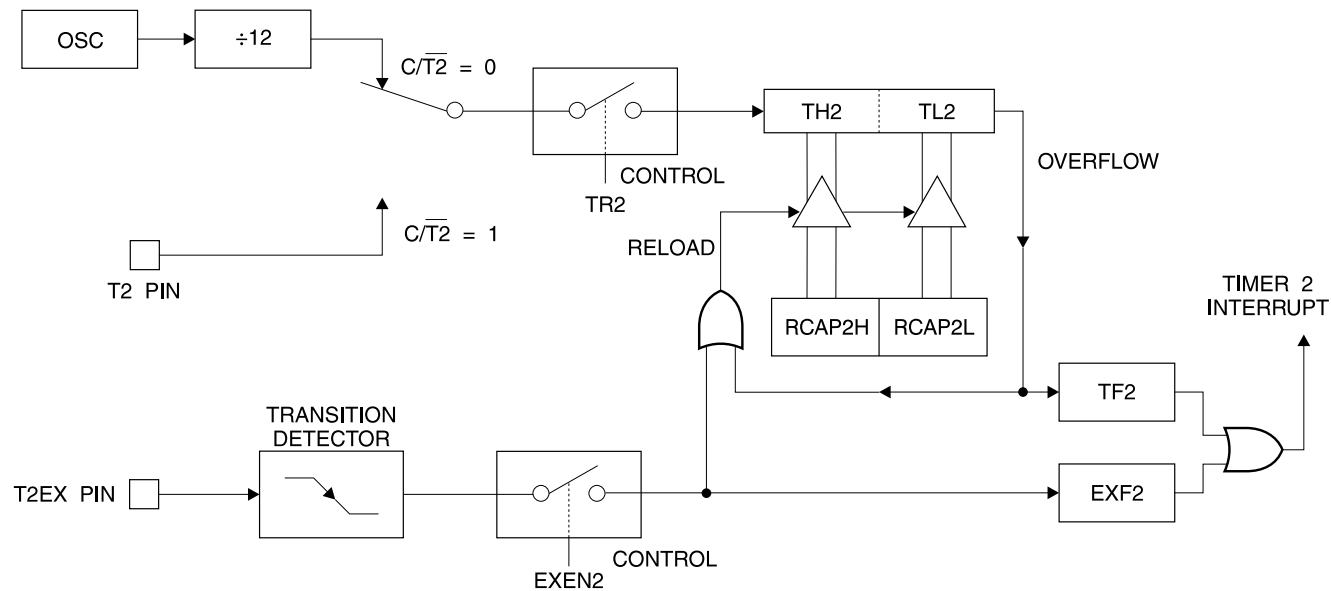 OSC
÷12
C/T2̅ = 0
TH2
TL2
OVERFLOW
CONTROL
TR2
C/T2̅ = 1
T2 PIN
RELOAD
RCAP2H
RCAP2L
TIMER 2
INTERRUPT
TF2
TRANSITION
DETECTOR
T2EX PIN
EXF2
CONTROL
EXEN2